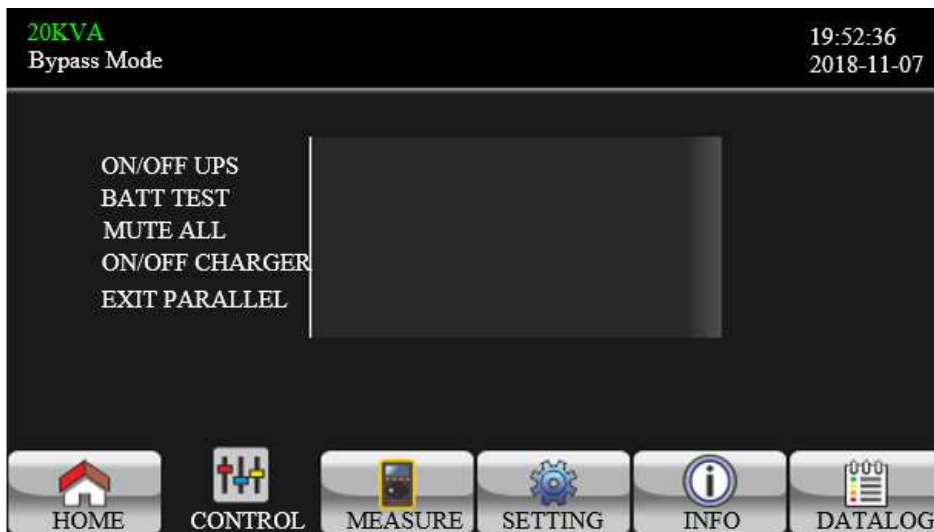 20KVA
Bypass Mode
19:52:36
2018-11-07
ON/OFF UPS
BATT TEST
MUTE ALL
ON/OFF CHARGER
EXIT PARALLEL
HOME
CONTROL
MEASURE
SETTING
INFO
DATALOG